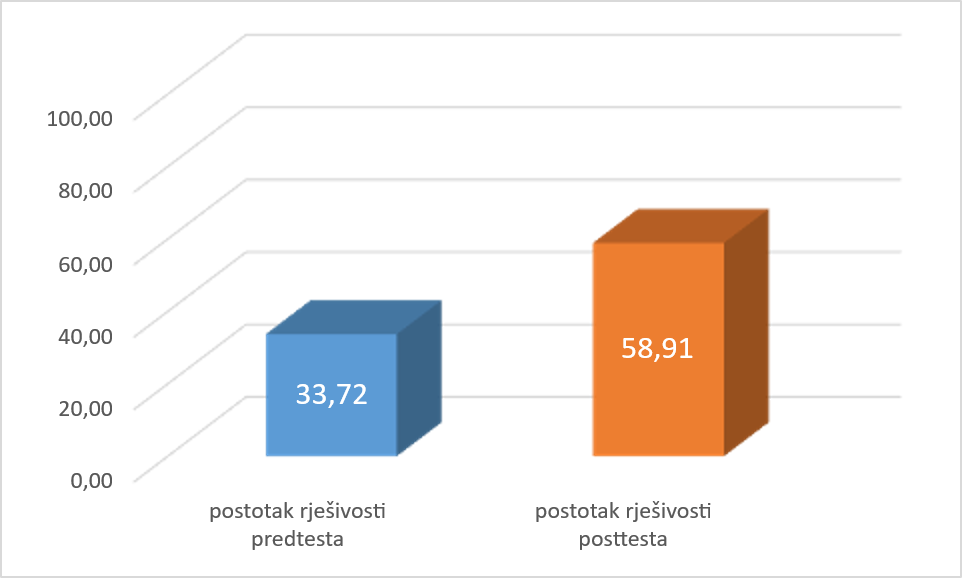 100,00
80,00
60,00
40,00
20,00
0,00
33,72
58,91
postotak rješivosti
predtesta
postotak rješivosti
posttesta